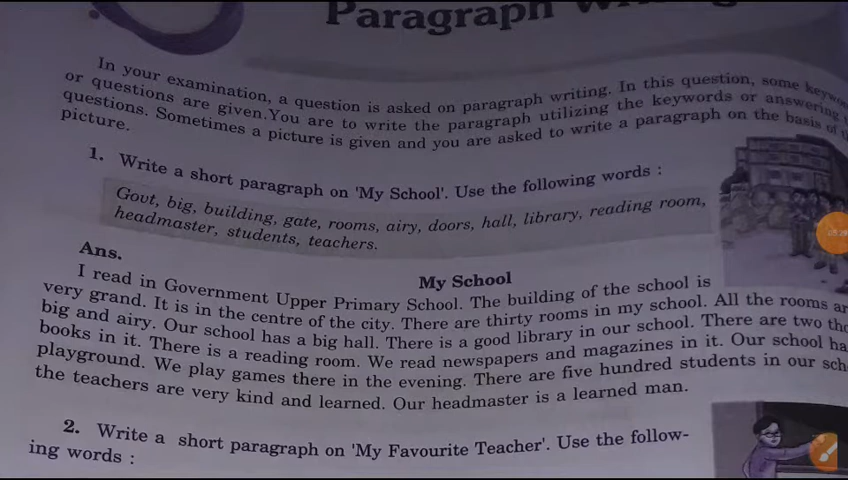 Paragraph
In your examination, a question is asked on paragraph writing. In this question, some
or questions are given.You are to write the paragraph utilizing the keywords or answering
questions. Sometimes a picture is given and you are asked to write a paragraph on the basis of
picture.
1. Write a short paragraph on 'My School'. Use the following words :
Govt, big, building, gate, rooms, airy, doors, hall, library, reading room,
headmaster, students, teachers.
Ans.
My School
I read in Government Upper Primary School. The building of the school is
very grand. It is in the centre of the city. There are thirty rooms in my school. All the rooms
big and airy. Our school has a big hall. There is a good library in our school. There are two
books in it. There is a reading room. We read newspapers and magazines in it. Our school
playground. We play games there in the evening. There are five hundred students in our
the teachers are very kind and learned. Our headmaster is a learned man.
2. Write a short paragraph on 'My Favourite Teacher'. Use the follow-
ing words :